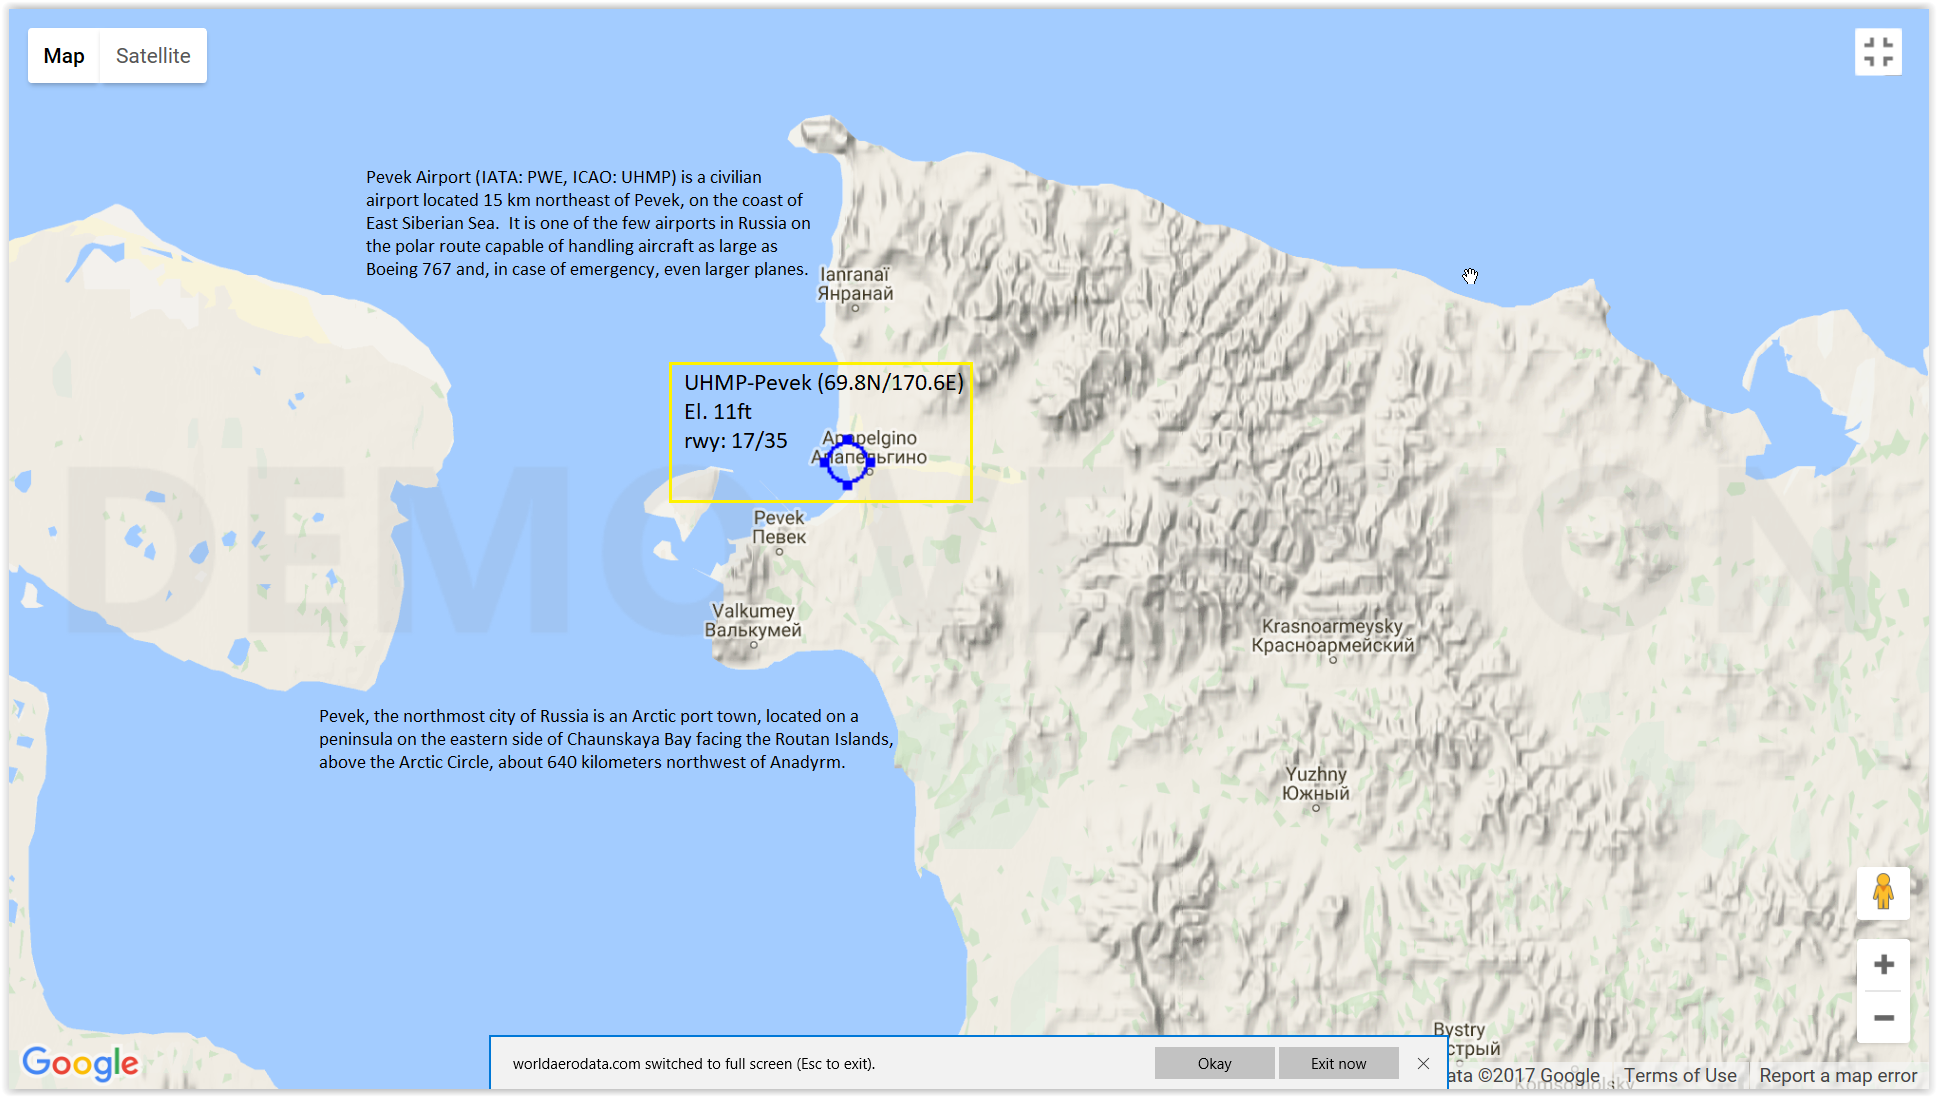 Map Satellite
Pevek Airport (IATA: PWE, ICAO: UHMP) is a civilian
airport located 15 km northeast of Pevek, on the coast of
East Siberian Sea.  It is one of the few airports in Russia on
the polar route capable of handling aircraft as large as
Boeing 767 and, in case of emergency, even larger planes.
Ianranaï
Янранай
UHMP-Pevek (69.8N/170.6E)
El. 11ft
rwy: 17/35
Apapelgino
Апапельгино
Pevek
Певек
DEMO VERSION
Valkumey
Валькумей
Krasnoarmeysky
Красноармейский
Pevek, the northmost city of Russia is an Arctic port town, located on a
peninsula on the eastern side of Chaunskaya Bay facing the Routan Islands,
above the Arctic Circle, about 640 kilometers northwest of Anadyrm.
Yuzhny
Южный
Bystry
стрый
Komsomolsky
Google
worldaerodata.com switched to full screen (Esc to exit). Okay Exit now
ata ©2017 Google Terms of Use Report a map error